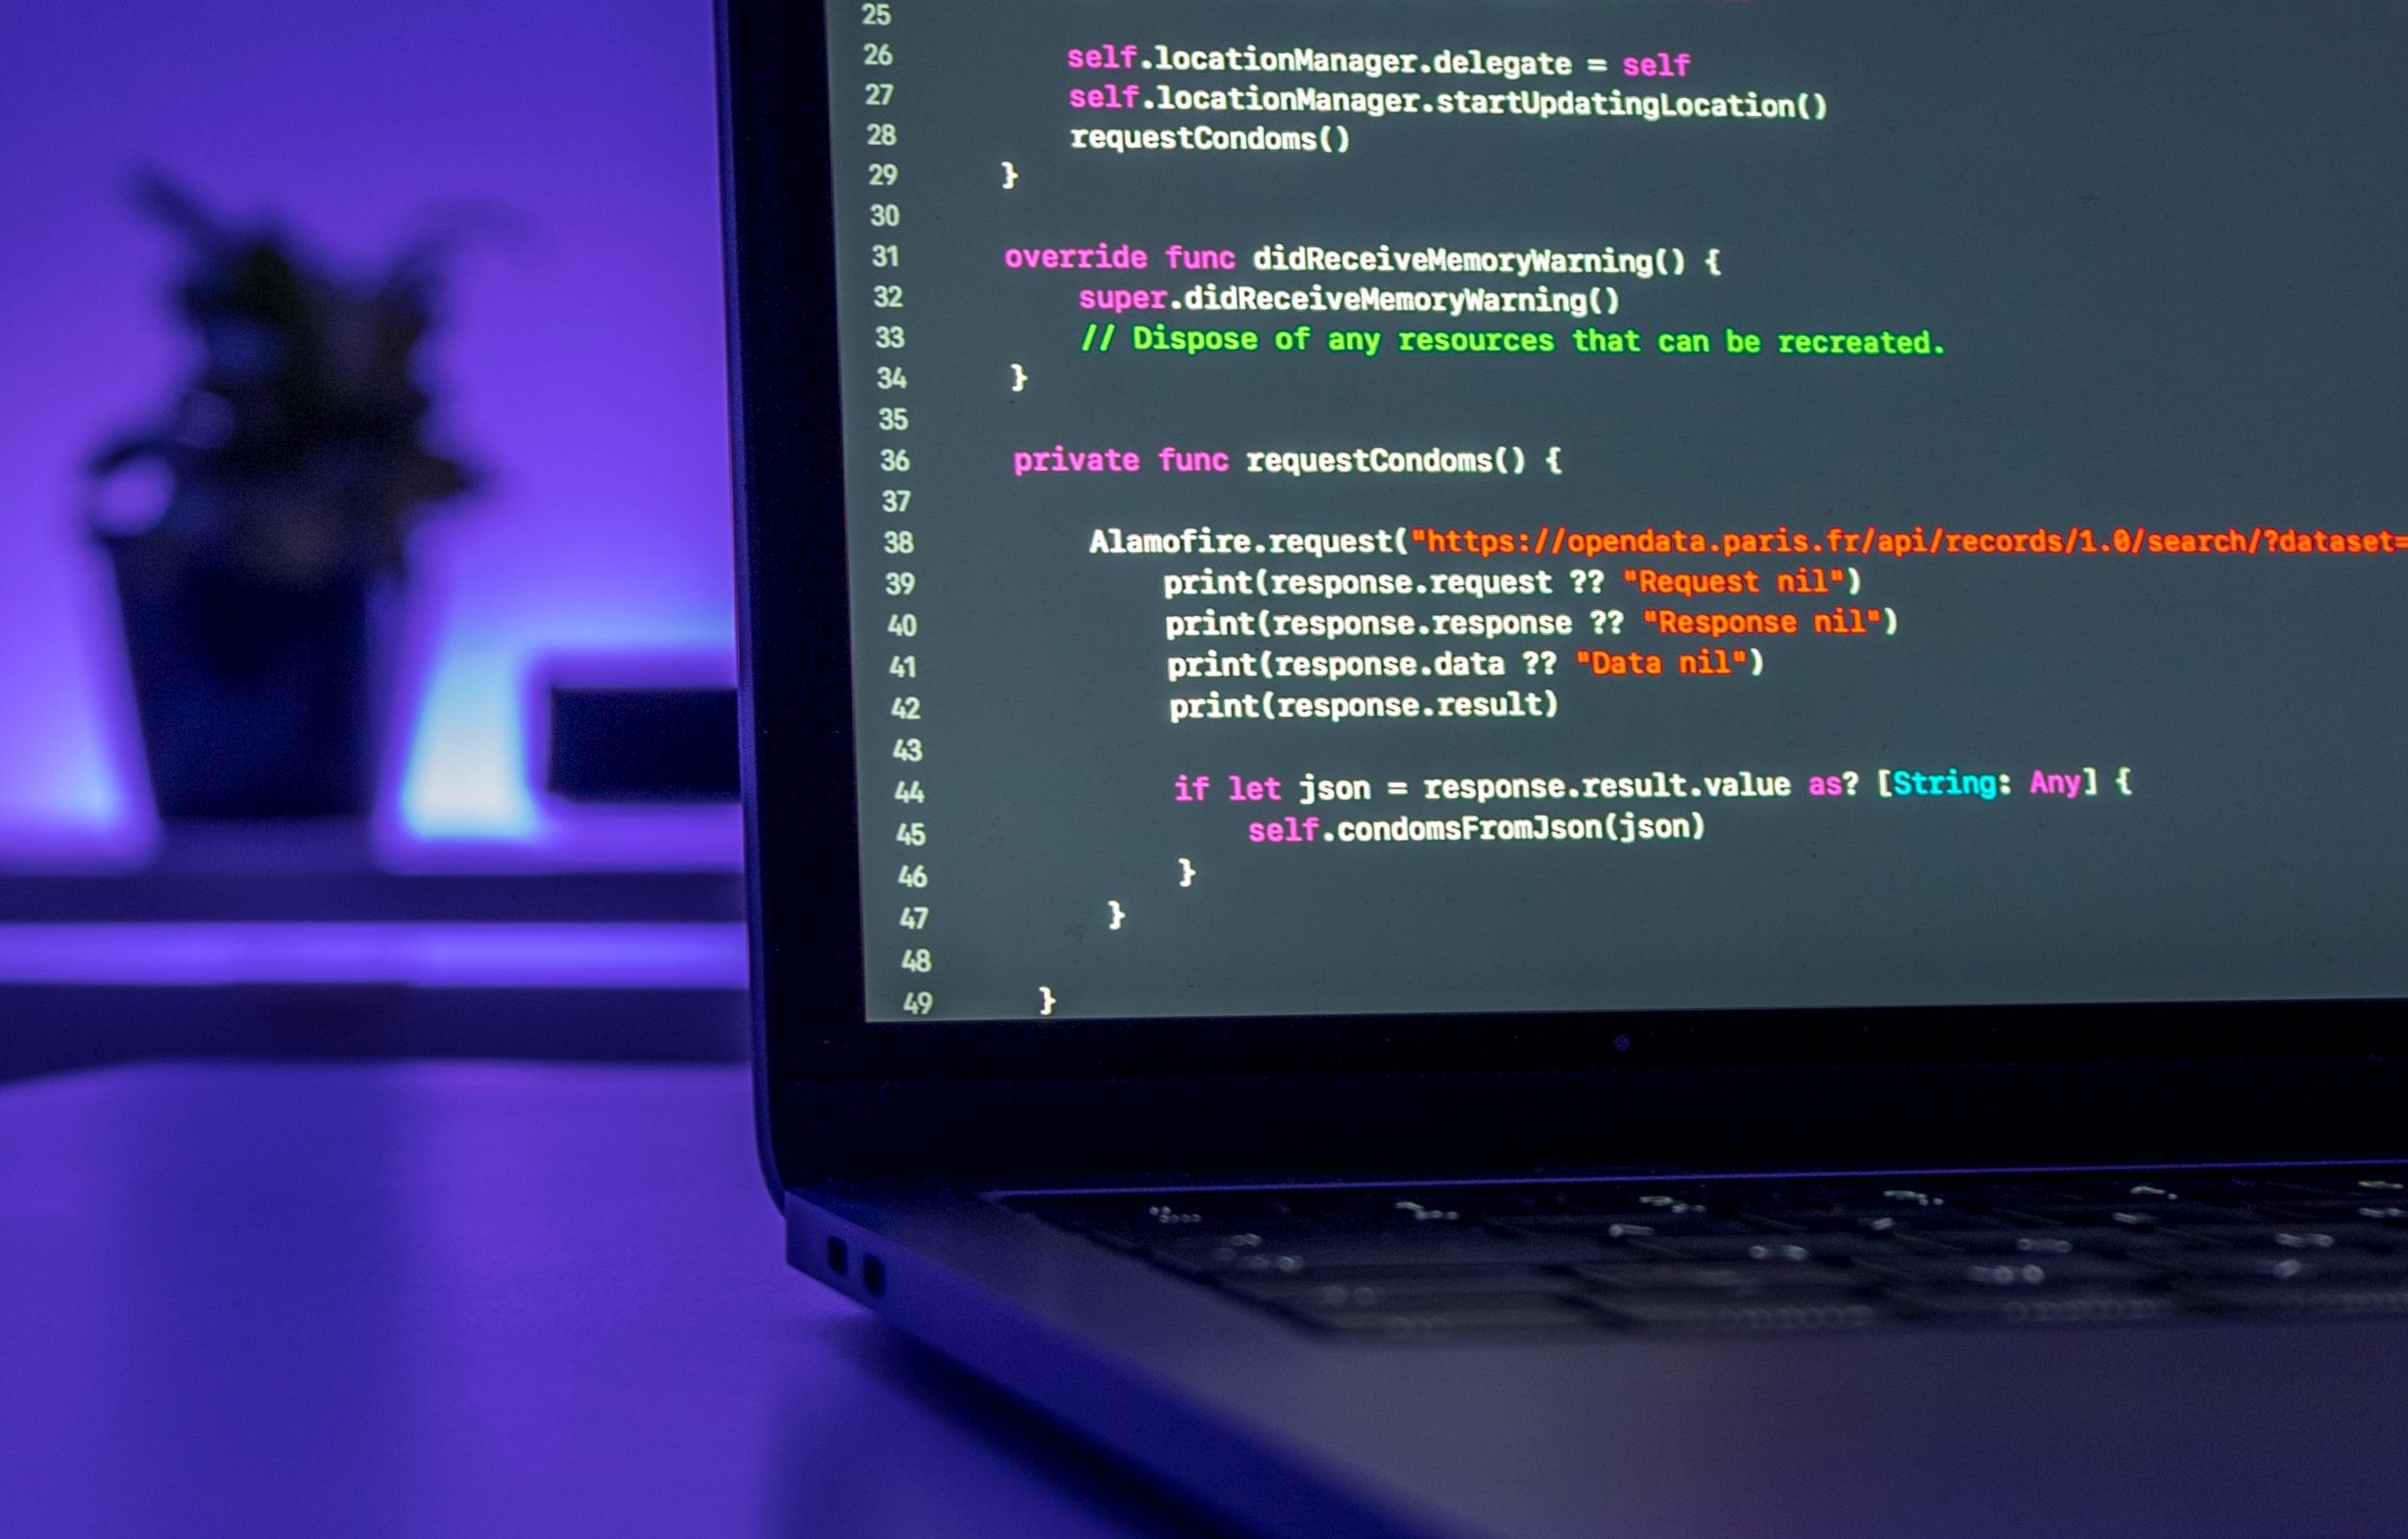 25
26 self.locationManager.delegate = self
27 self.locationManager.startUpdatingLocation()
28 requestCondoms()
29 }
30
31 override func didReceiveMemoryWarning() {
32 super.didReceiveMemoryWarning()
33 // Dispose of any resources that can be recreated.
34 }
35
36 private func requestCondoms() {
37
38 Alamofire.request("https://opendata.paris.fr/api/records/1.0/search/?dataset=
39 print(response.request ?? "Request nil")
40 print(response.response ?? "Response nil")
41 print(response.data ?? "Data nil")
42 print(response.result)
43
44 if let json = response.result.value as? [String: Any] {
45 self.condomsFromJson(json)
46 }
47 }
48
49 }